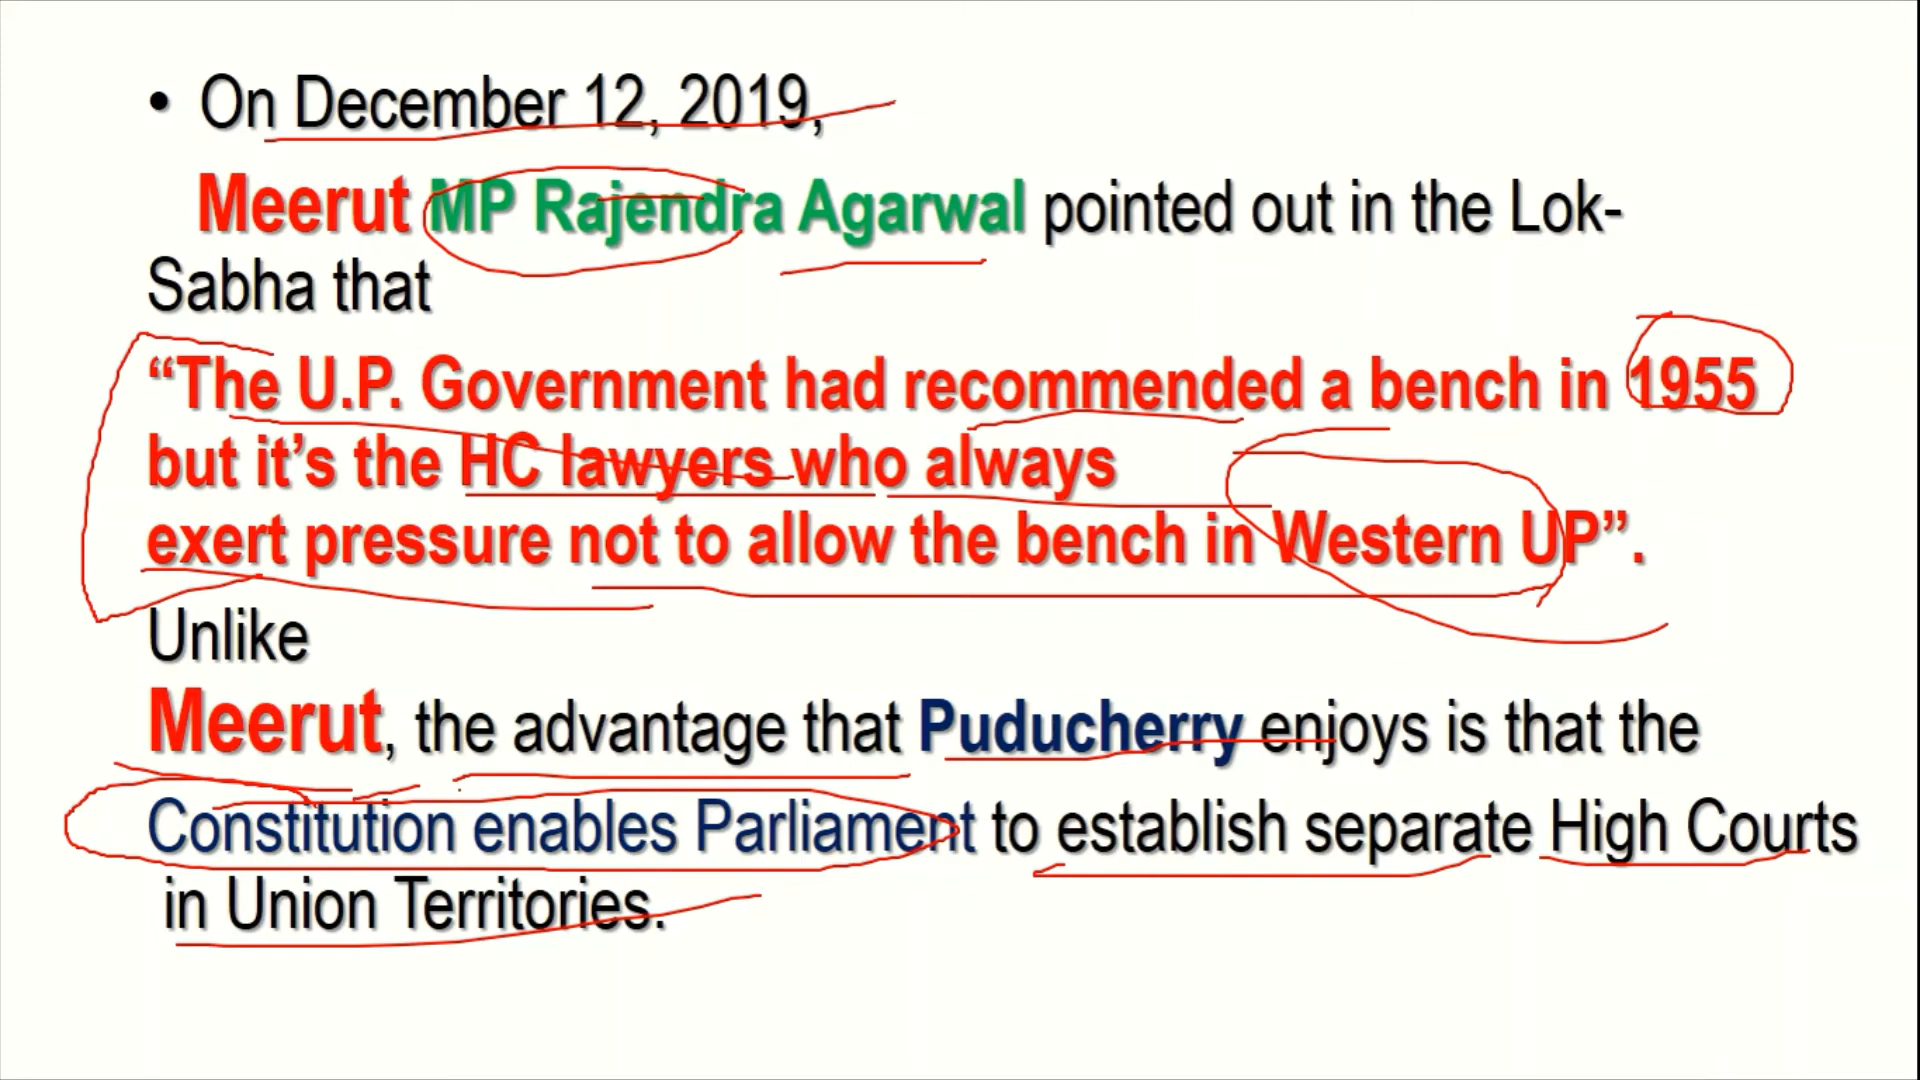 • On December 12, 2019,
Meerut MP Rajendra Agarwal pointed out in the Lok-
Sabha that
“The U.P. Government had recommended a bench in 1955
but it’s the HC lawyers who always
exert pressure not to allow the bench in Western UP”.
Unlike
Meerut, the advantage that Puducherry enjoys is that the
Constitution enables Parliament to establish separate High Courts
in Union Territories.